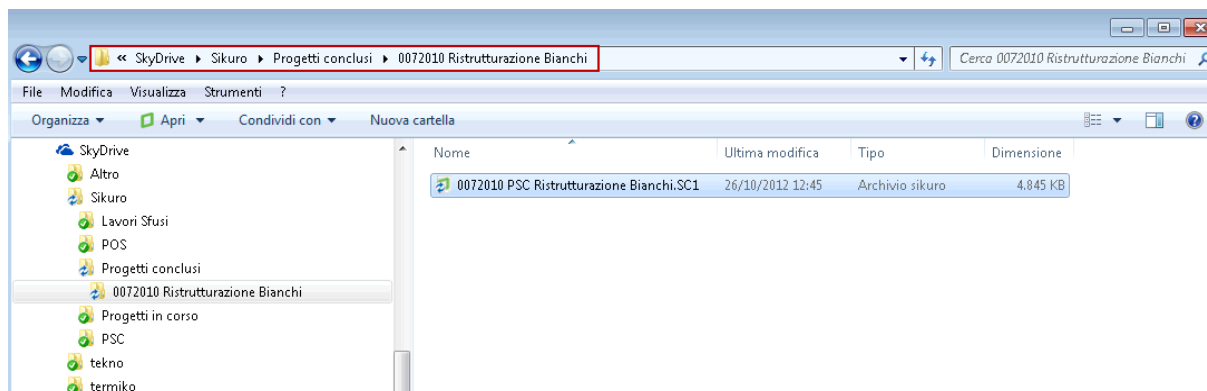 « SkyDrive ▸ Sikuro ▸ Progetti conclusi ▸ 0072010 Ristrutturazione Bianchi
Cerca 0072010 Ristrutturazione Bianchi
File Modifica Visualizza Strumenti ?
Organizza Apri Condividi con Nuova cartella
SkyDrive
Altro
Sikuro
Lavori Sfusi
POS
Progetti conclusi
0072010 Ristrutturazione Bianchi
Progetti in corso
PSC
tekno
termiko
Nome Ultima modifica Tipo Dimensione
0072010 PSC Ristrutturazione Bianchi.SC1 26/10/2012 12:45 Archivio sikuro 4.845 KB